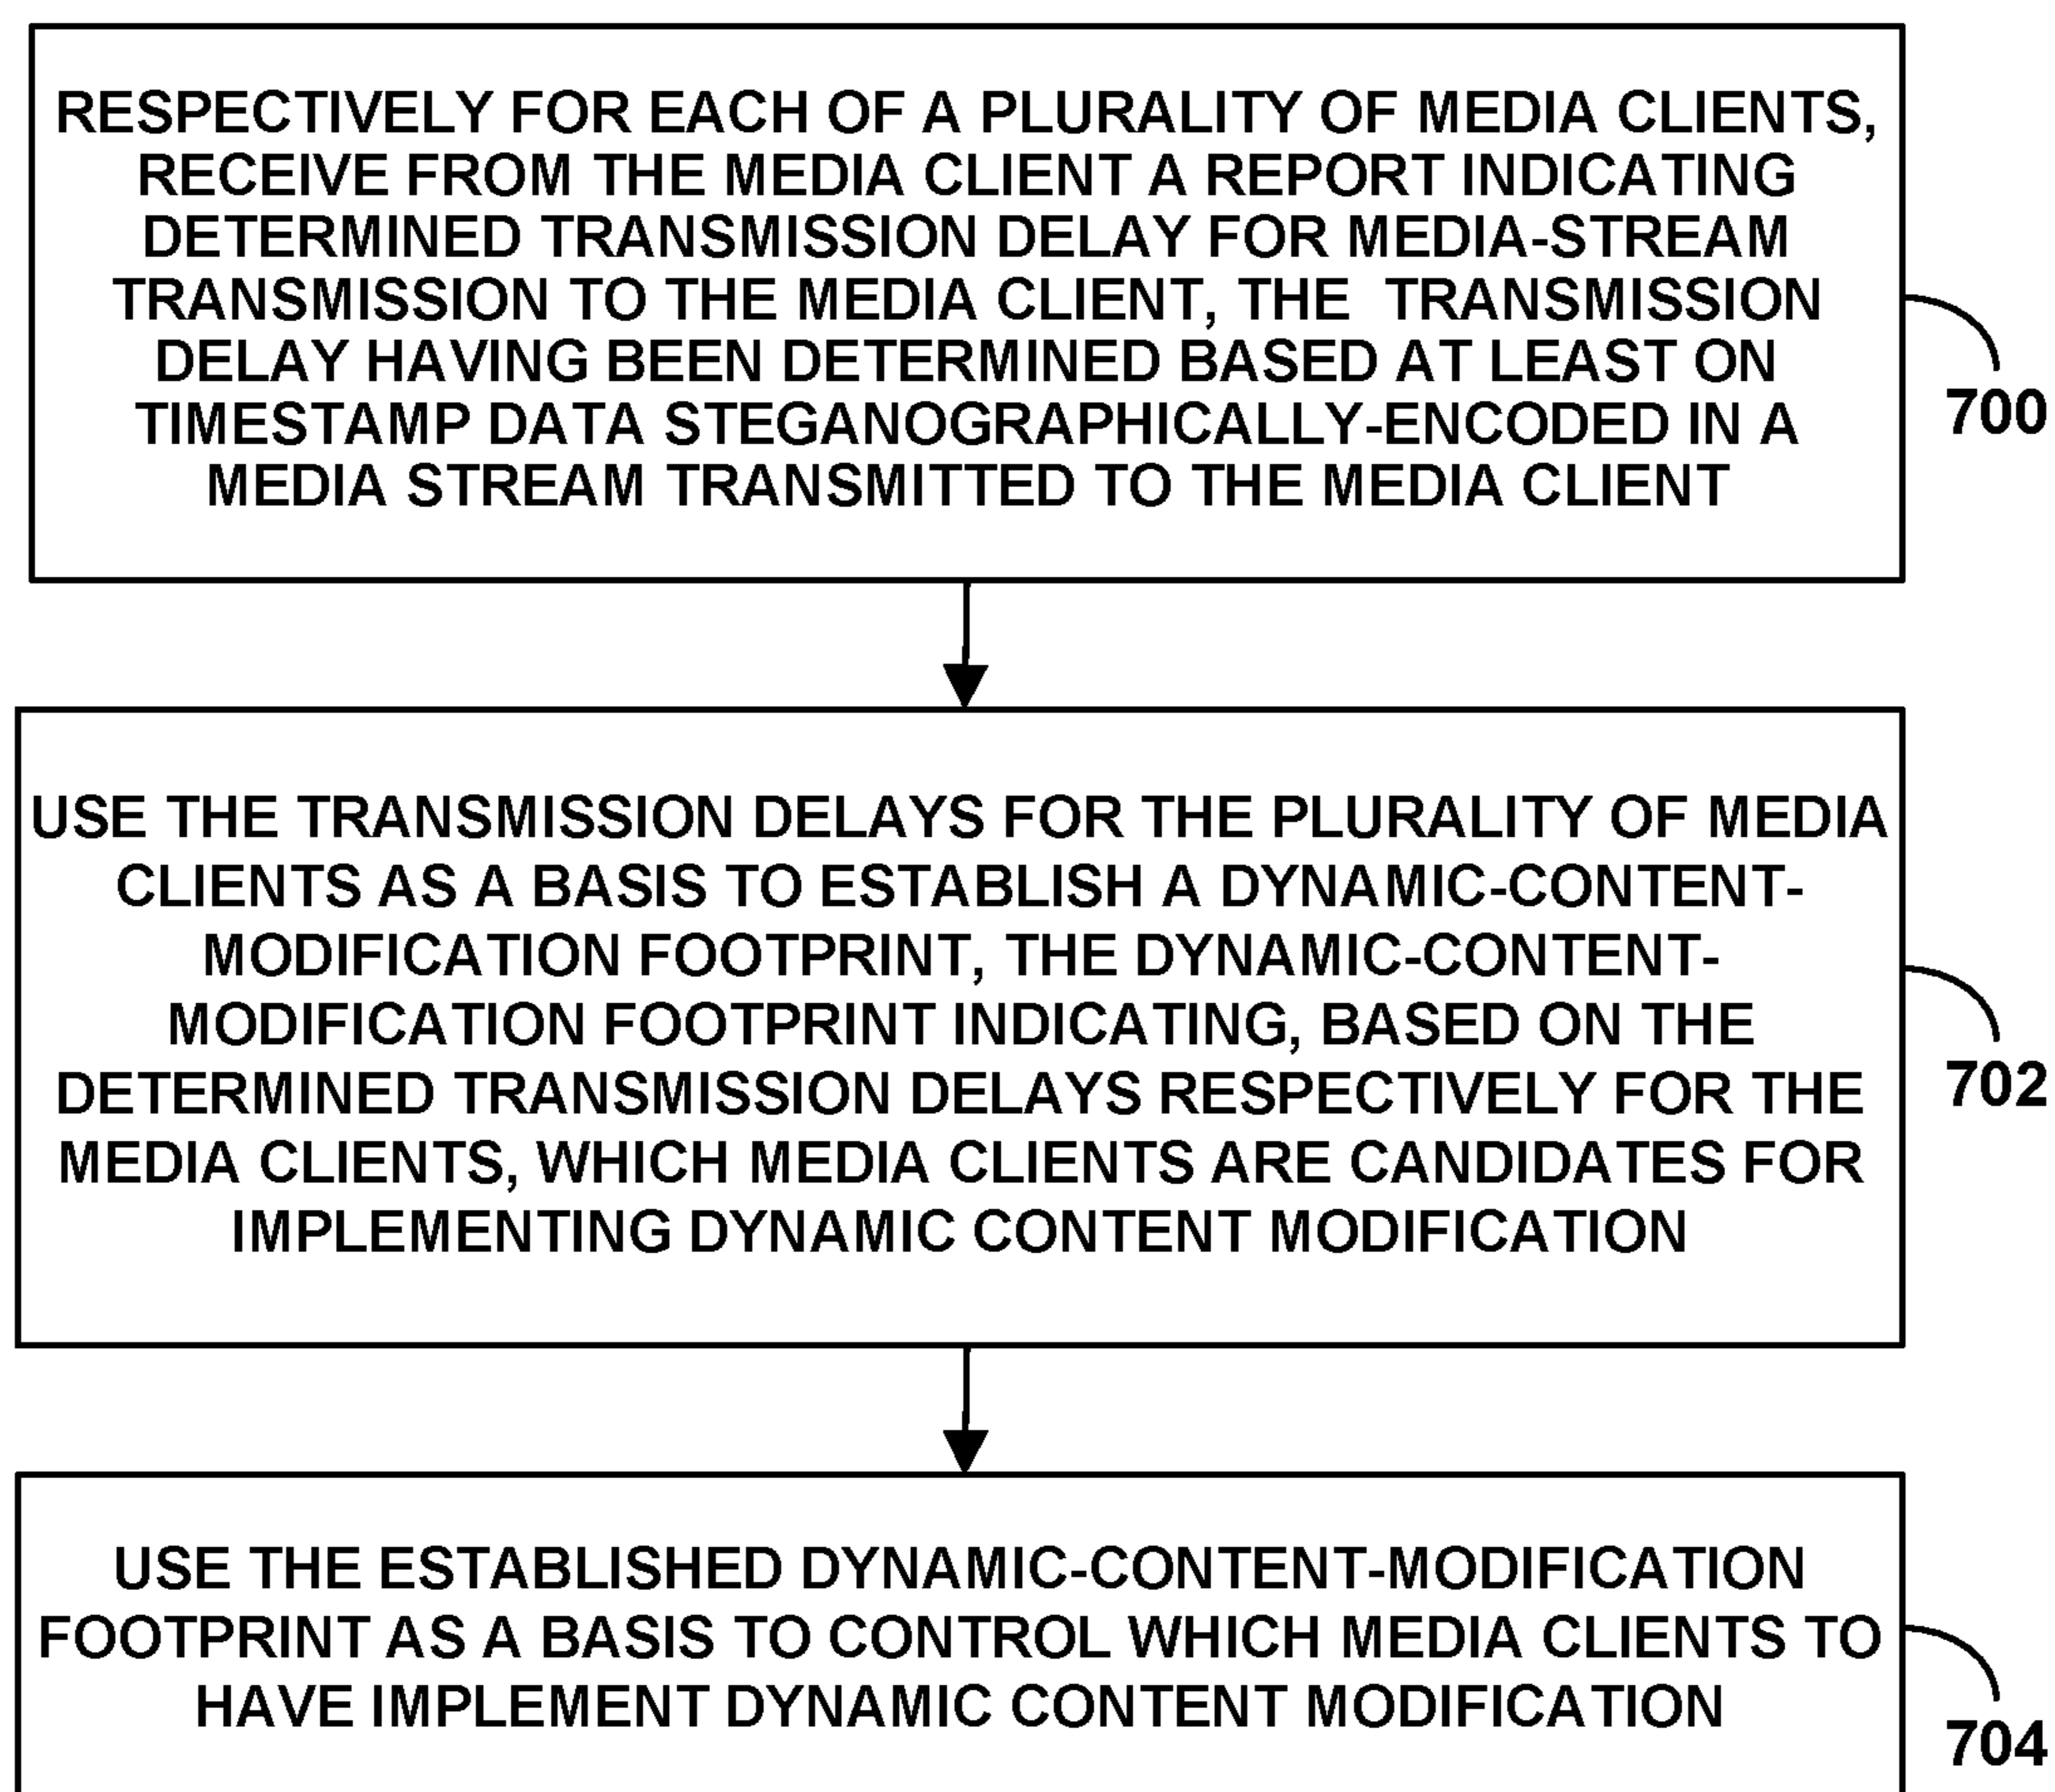 RESPECTIVELY FOR EACH OF A PLURALITY OF MEDIA CLIENTS,
RECEIVE FROM THE MEDIA CLIENT A REPORT INDICATING
DETERMINED TRANSMISSION DELAY FOR MEDIA-STREAM
TRANSMISSION TO THE MEDIA CLIENT, THE TRANSMISSION
DELAY HAVING BEEN DETERMINED BASED AT LEAST ON
TIMESTAMP DATA STEGANOGRAPHICALLY-ENCODED IN A
MEDIA STREAM TRANSMITTED TO THE MEDIA CLIENT
700
USE THE TRANSMISSION DELAYS FOR THE PLURALITY OF MEDIA
CLIENTS AS A BASIS TO ESTABLISH A DYNAMIC-CONTENT-
MODIFICATION FOOTPRINT, THE DYNAMIC-CONTENT-
MODIFICATION FOOTPRINT INDICATING, BASED ON THE
DETERMINED TRANSMISSION DELAYS RESPECTIVELY FOR THE
MEDIA CLIENTS, WHICH MEDIA CLIENTS ARE CANDIDATES FOR
IMPLEMENTING DYNAMIC CONTENT MODIFICATION
702
USE THE ESTABLISHED DYNAMIC-CONTENT-MODIFICATION
FOOTPRINT AS A BASIS TO CONTROL WHICH MEDIA CLIENTS TO
HAVE IMPLEMENT DYNAMIC CONTENT MODIFICATION
704